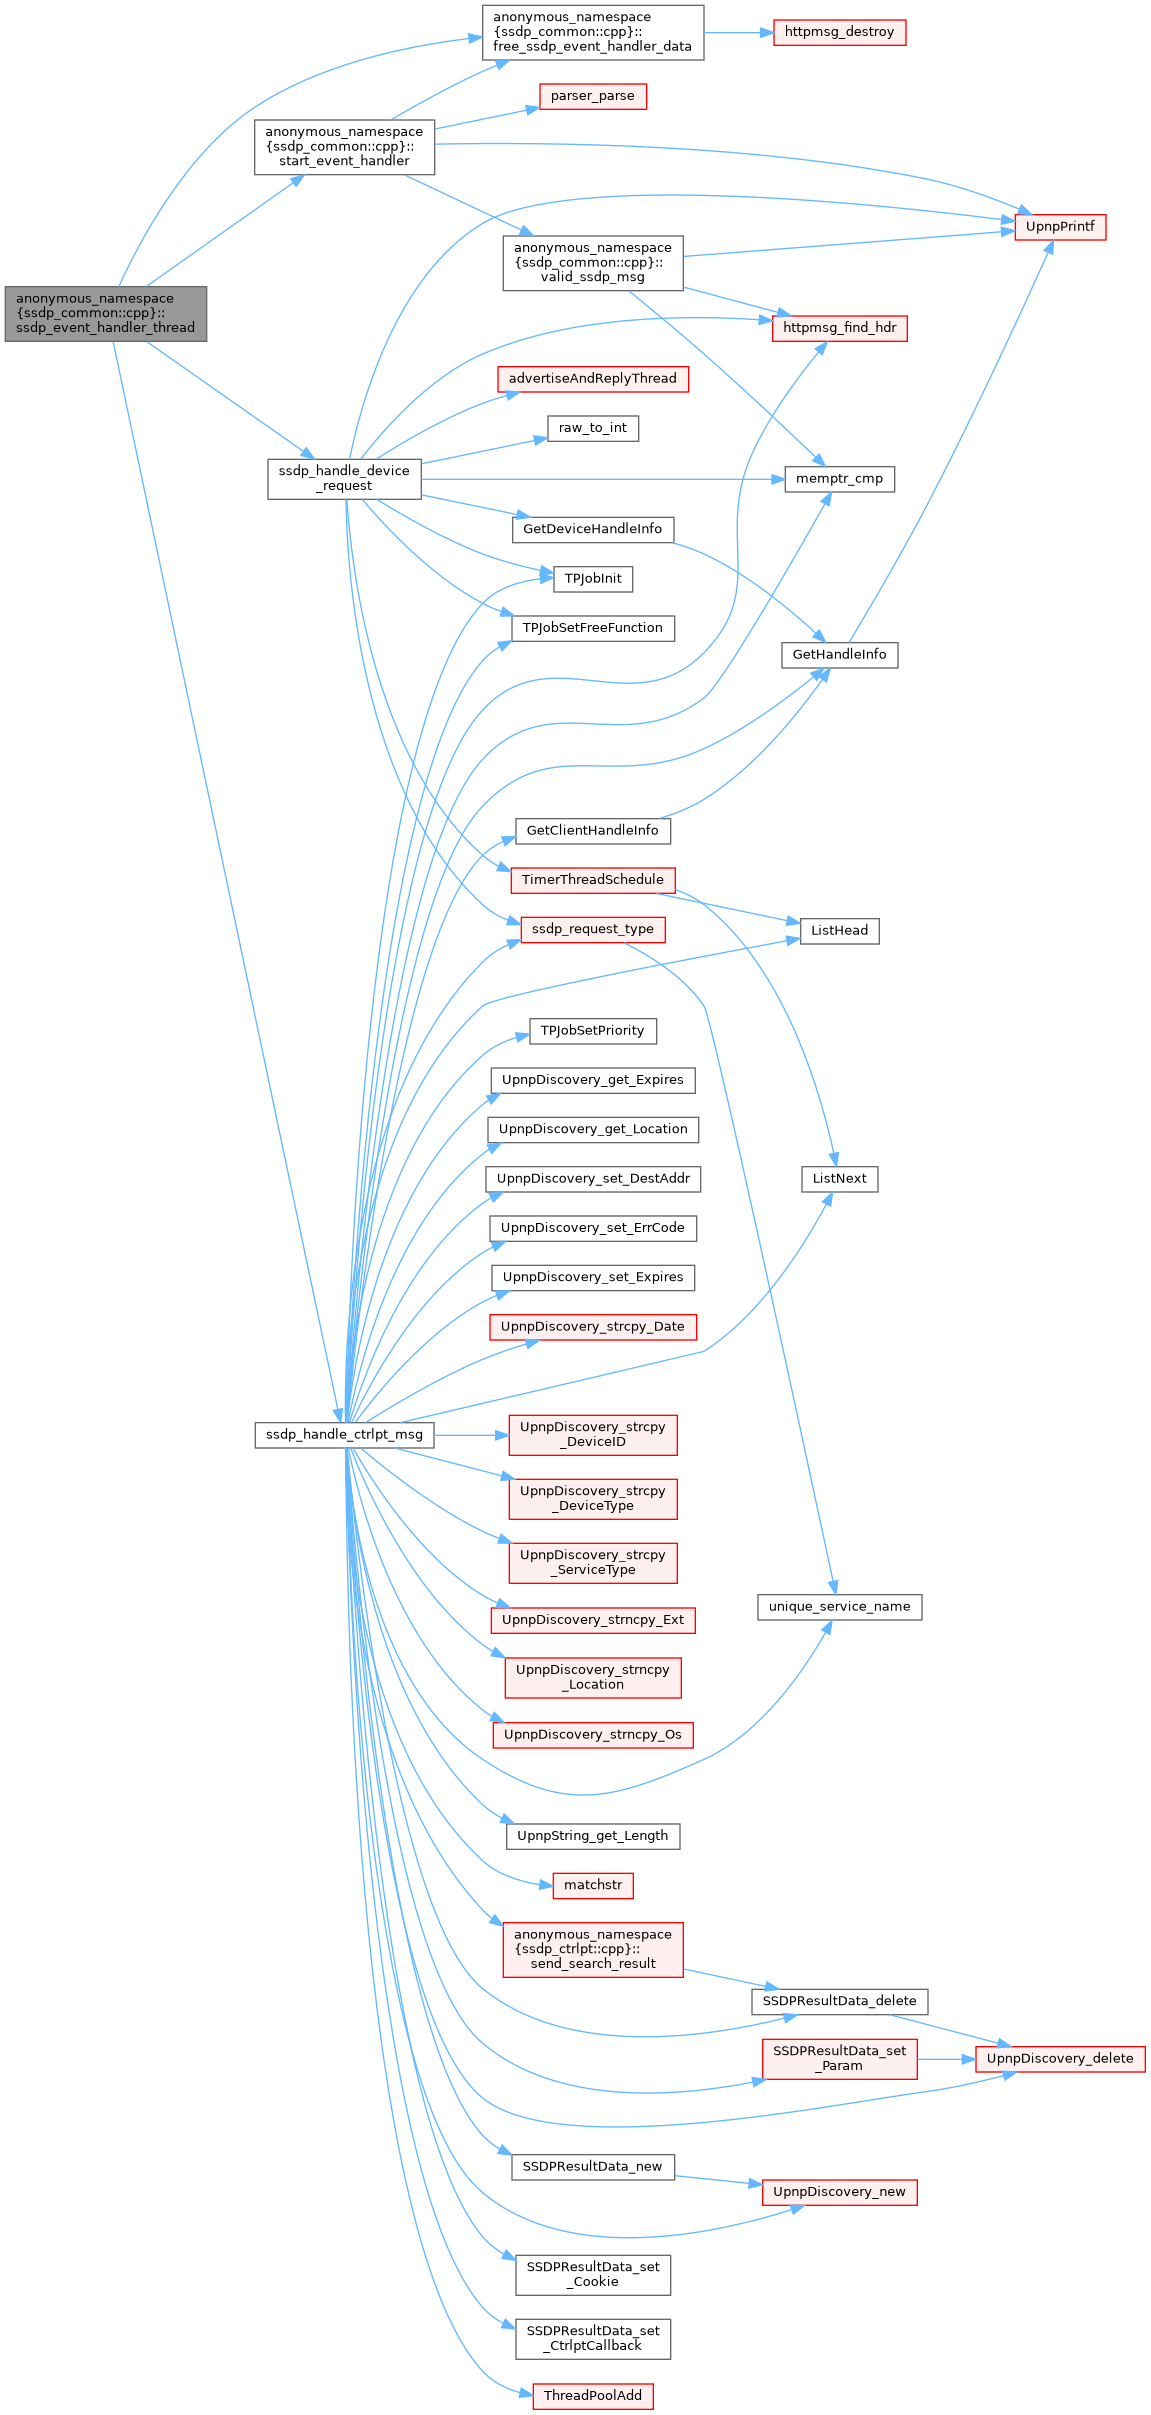 anonymous_namespace
{ssdp_common::cpp}::
free_ssdp_event_handler_data
httpmsg_destroy
parser_parse
anonymous_namespace
{ssdp_common::cpp}::
start_event_handler
UpnpPrintf
anonymous_namespace
{ssdp_common::cpp}::
valid_ssdp_msg
anonymous_namespace
{ssdp_common::cpp}::
ssdp_event_handler_thread
httpmsg_find_hdr
advertiseAndReplyThread
raw_to_int
ssdp_handle_device
_request
memptr_cmp
GetDeviceHandleInfo
TPJobInit
TPJobSetFreeFunction
GetHandleInfo
GetClientHandleInfo
TimerThreadSchedule
ssdp_request_type
ListHead
TPJobSetPriority
UpnpDiscovery_get_Expires
UpnpDiscovery_get_Location
UpnpDiscovery_set_DestAddr
ListNext
UpnpDiscovery_set_ErrCode
UpnpDiscovery_set_Expires
UpnpDiscovery_strcpy_Date
ssdp_handle_ctrlpt_msg
UpnpDiscovery_strcpy
_DeviceID
UpnpDiscovery_strcpy
_DeviceType
UpnpDiscovery_strcpy
_ServiceType
unique_service_name
UpnpDiscovery_strncpy_Ext
UpnpDiscovery_strncpy
_Location
UpnpDiscovery_strncpy_Os
UpnpString_get_Length
matchstr
anonymous_namespace
{ssdp_ctrlpt::cpp}::
send_search_result
SSDPResultData_delete
SSDPResultData_set
_Param
UpnpDiscovery_delete
SSDPResultData_new
UpnpDiscovery_new
SSDPResultData_set
_Cookie
SSDPResultData_set
_CtrlptCallback
ThreadPoolAdd